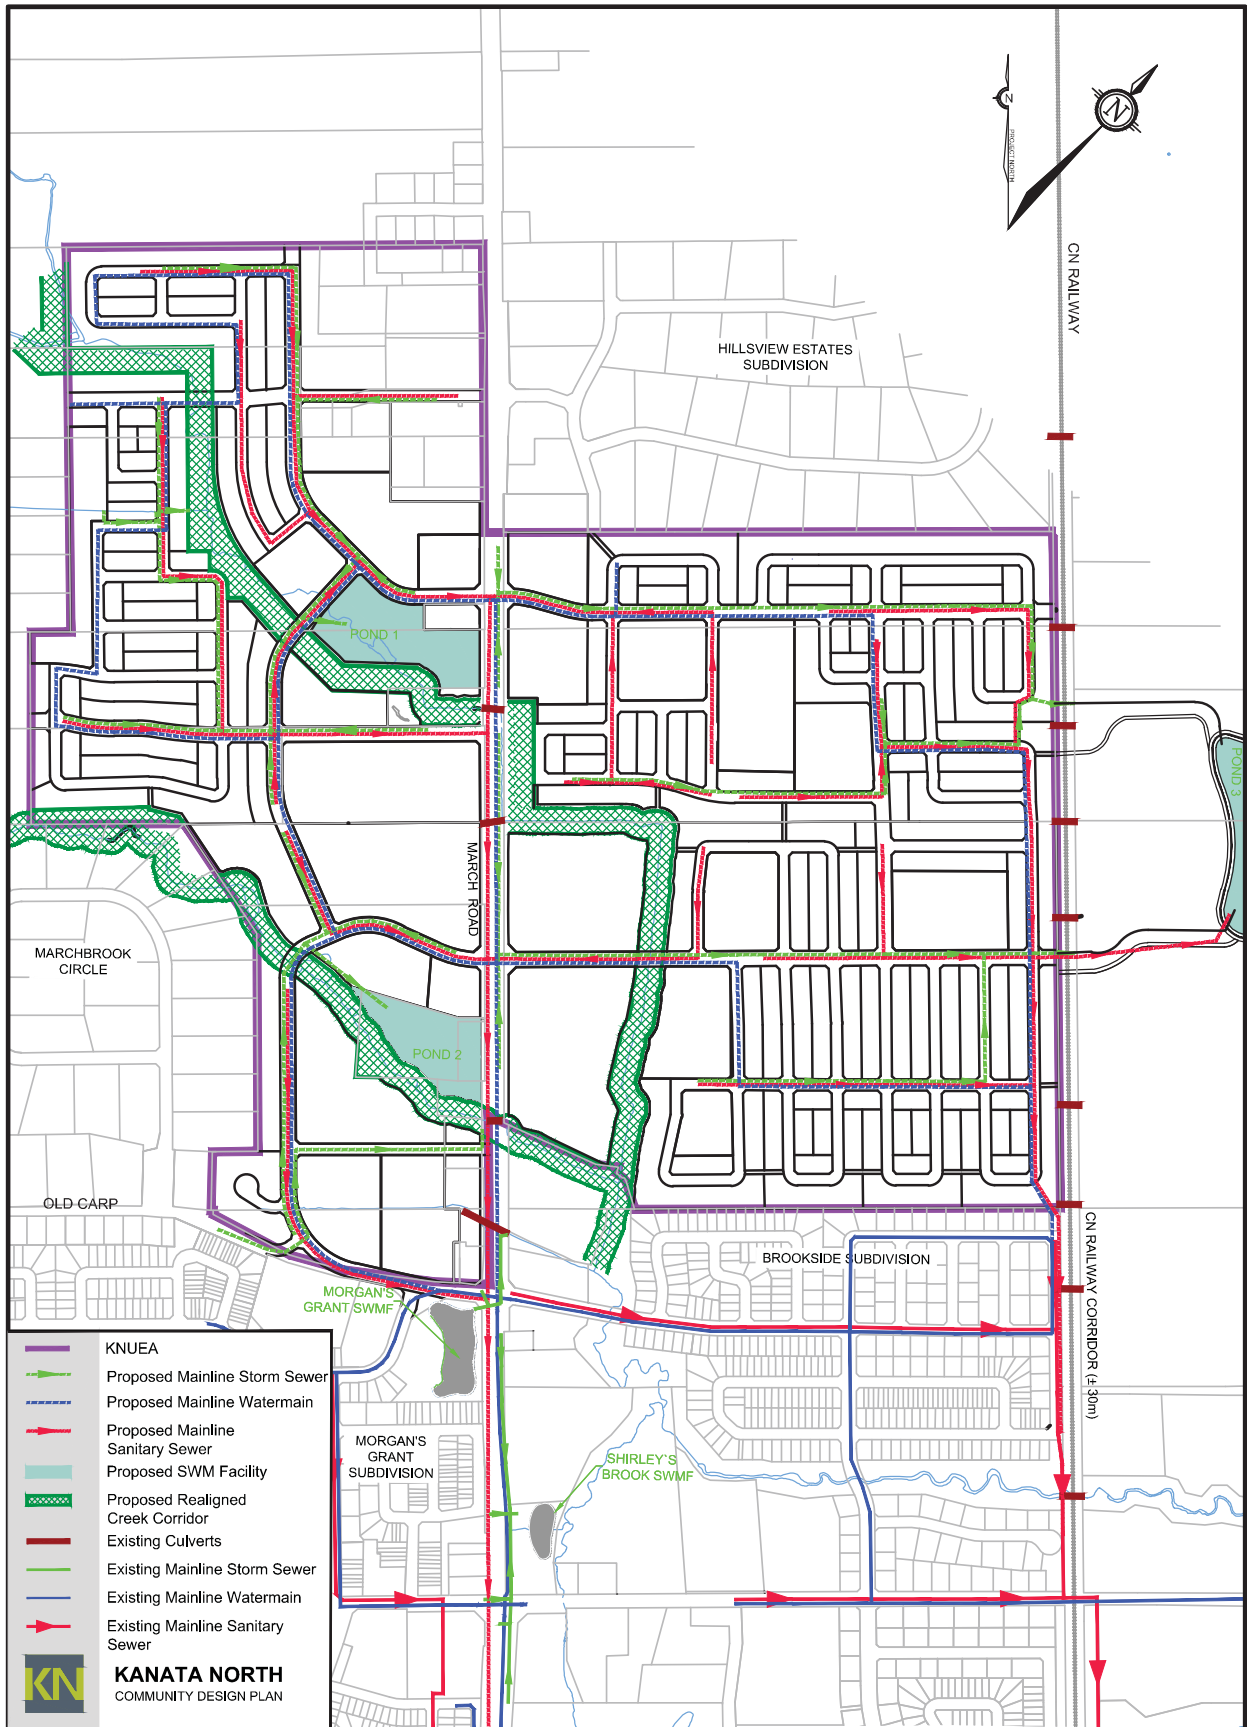 N
PROJECT NORTH
N
CN RAILWAY
HILLSVIEW ESTATES
SUBDIVISION
POND 1
POND 3
MARCH ROAD
MARCHBROOK
CIRCLE
POND 2
OLD CARP
BROOKSIDE SUBDIVISION
CN RAILWAY CORRIDOR (±30m)
MORGAN'S
GRANT SWMF
MORGAN'S
GRANT
SUBDIVISION
SHIRLEY`S
BROOK SWMF
KNUEA
Proposed Mainline Storm Sewer
Proposed Mainline Watermain
Proposed Mainline
Sanitary Sewer
Proposed SWM Facility
Proposed Realigned
Creek Corridor
Existing Culverts
Existing Mainline Storm Sewer
Existing Mainline Watermain
Existing Mainline Sanitary
Sewer
KN
KANATA NORTH
COMMUNITY DESIGN PLAN